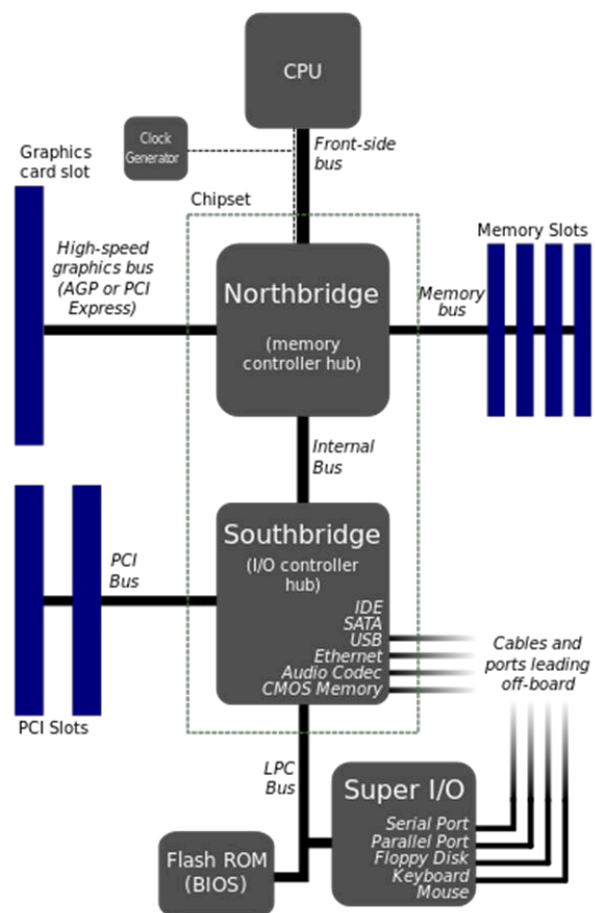 CPU
Clock
Generator
Front-side
bus
Graphics
card slot
Chipset
High-speed
graphics bus
(AGP or PCI
Express)
Northbridge
(memory
controller hub)
Memory
bus
Memory Slots
Internal
Bus
Southbridge
(I/O controller
hub)
IDE
SATA
USB
Ethernet
Audio Codec
CMOS Memory
PCI
Bus
PCI Slots
Cables and
ports leading
off-board
LPC
Bus
Super I/O
Serial Port
Parallel Port
Floppy Disk
Keyboard
Mouse
Flash ROM
(BIOS)